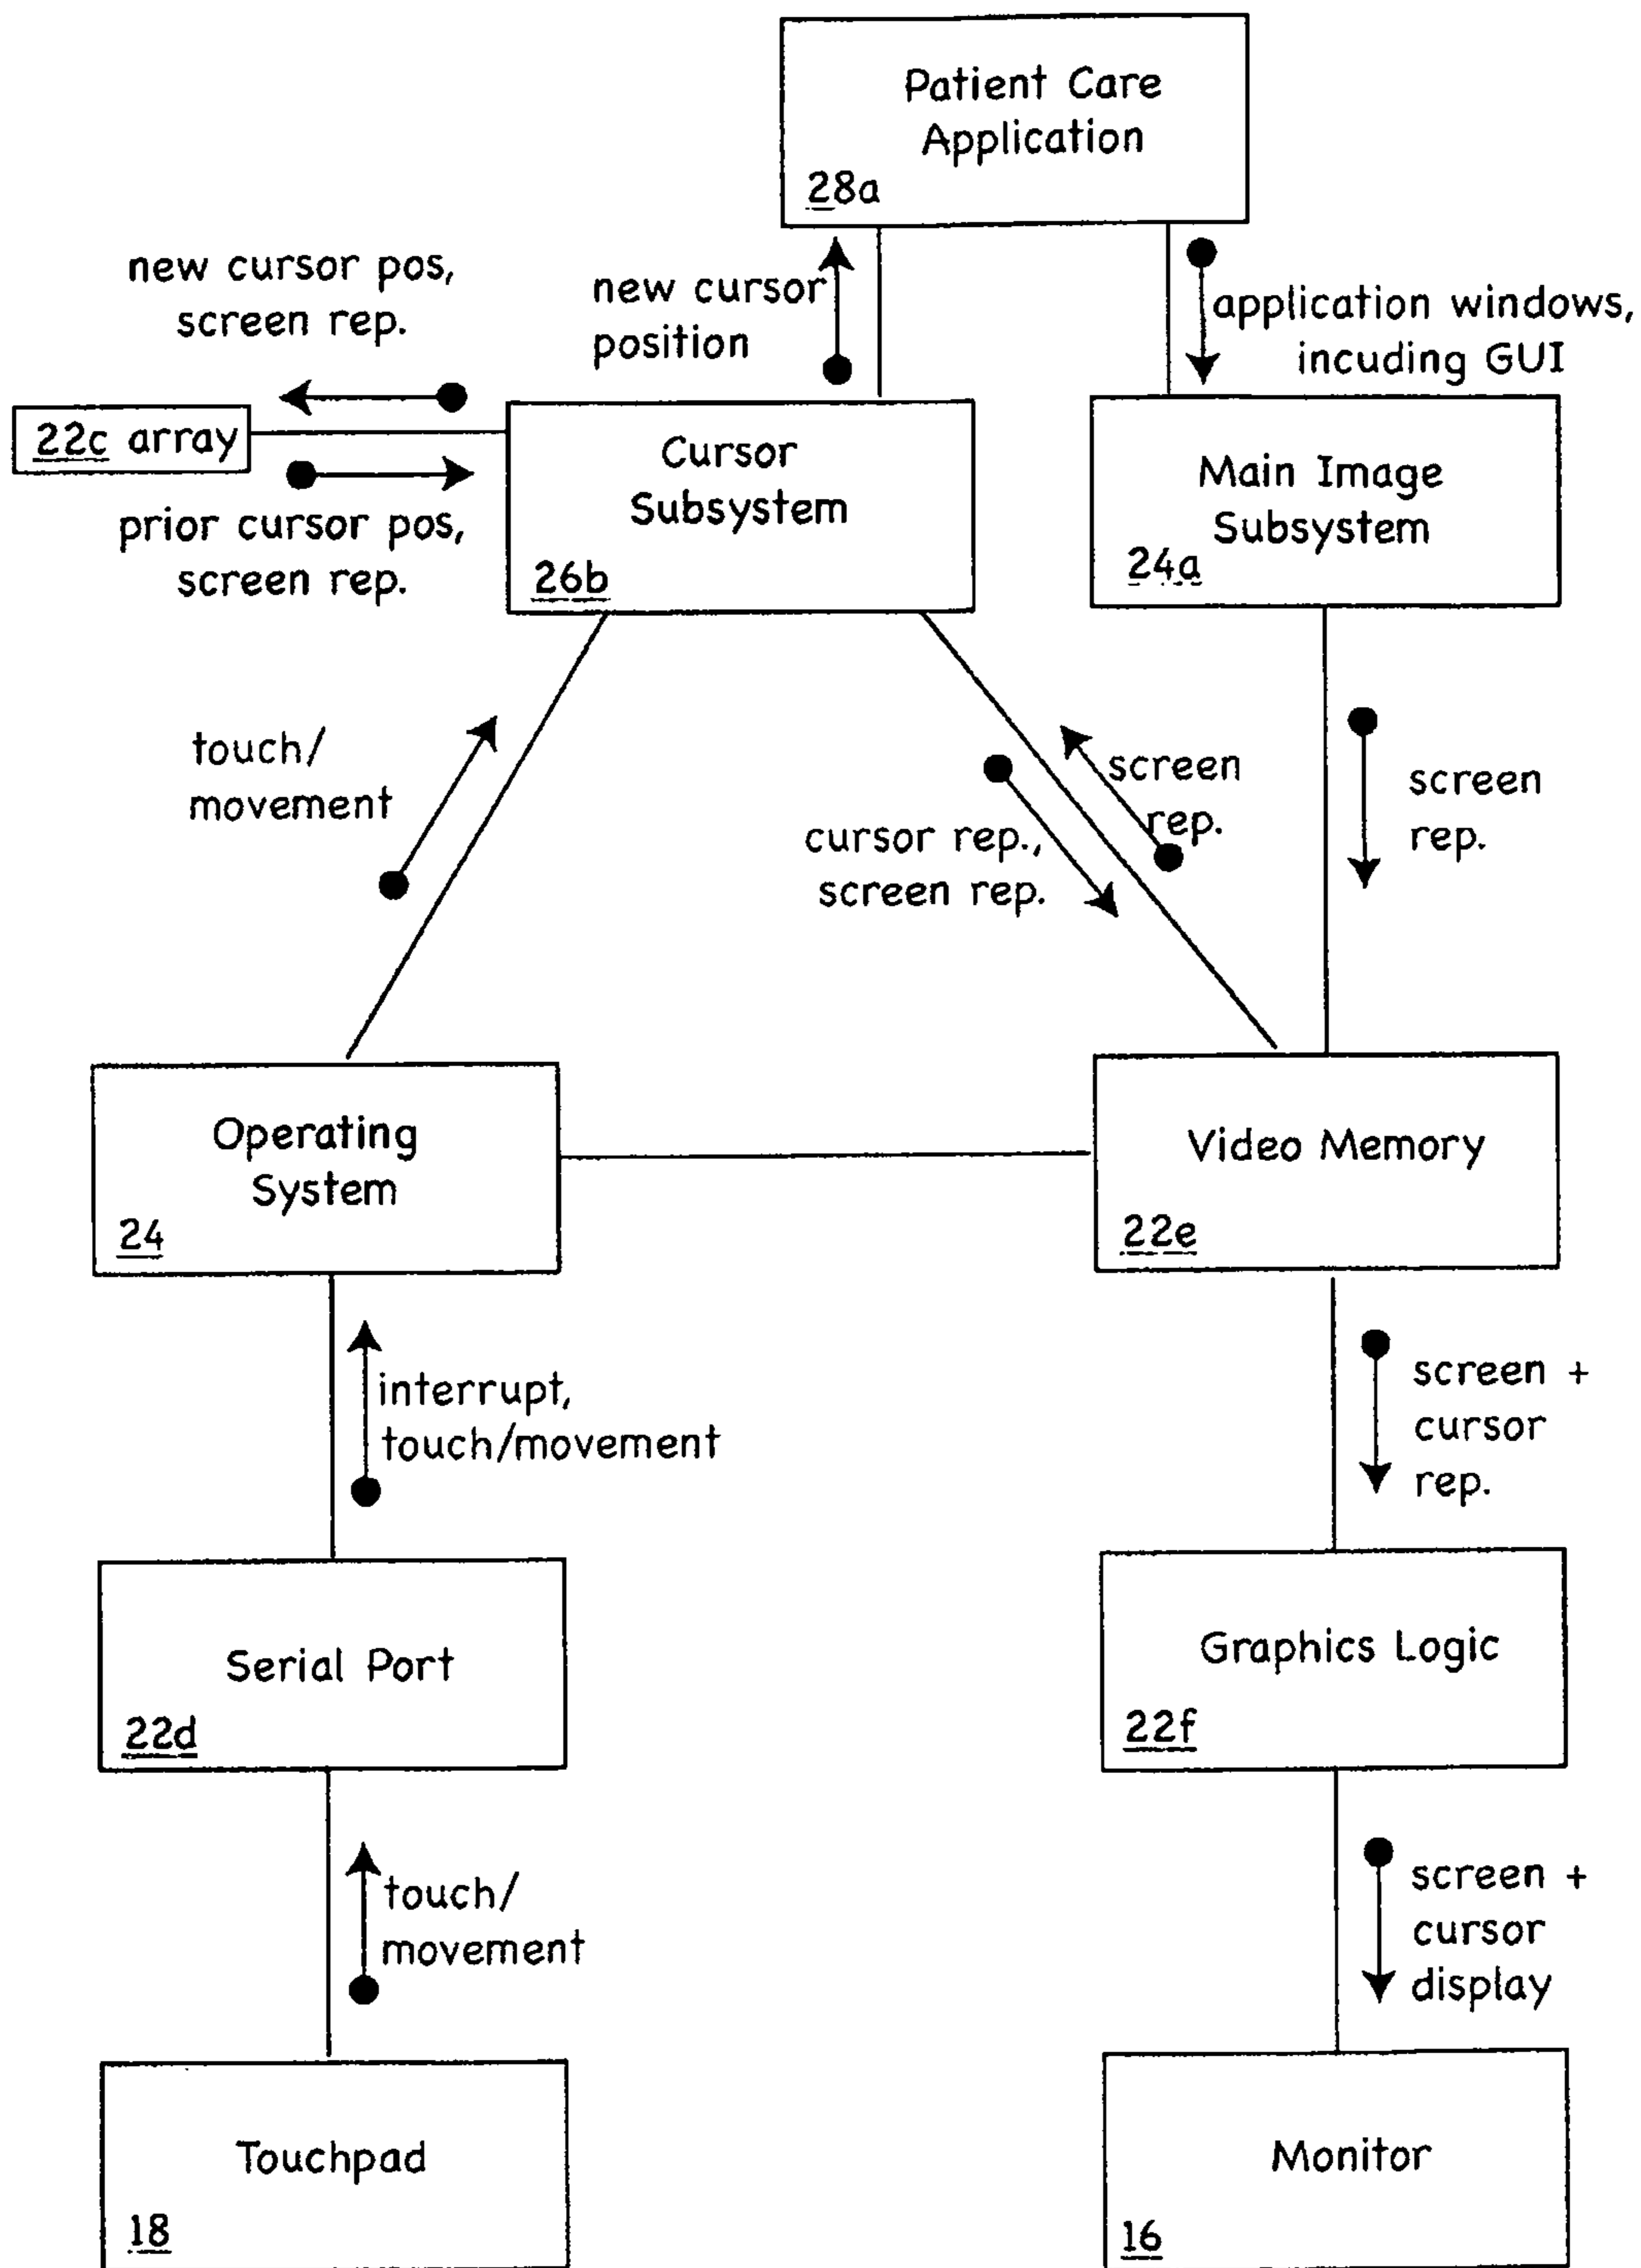 Patient Care
Application
28a
new cursor pos,
screen rep.
new cursor
position
application windows,
incuding GUI
22c array
prior cursor pos,
screen rep.
Cursor
Subsystem
26b
Main Image
Subsystem
24a
touch/
movement
cursor rep.,
screen rep.
screen
rep.
screen
rep.
Operating
System
24
Video Memory
22e
interrupt,
touch/movement
screen +
cursor
rep.
Serial Port
22d
Graphics Logic
22f
touch/
movement
screen +
cursor
display
Touchpad
18
Monitor
16